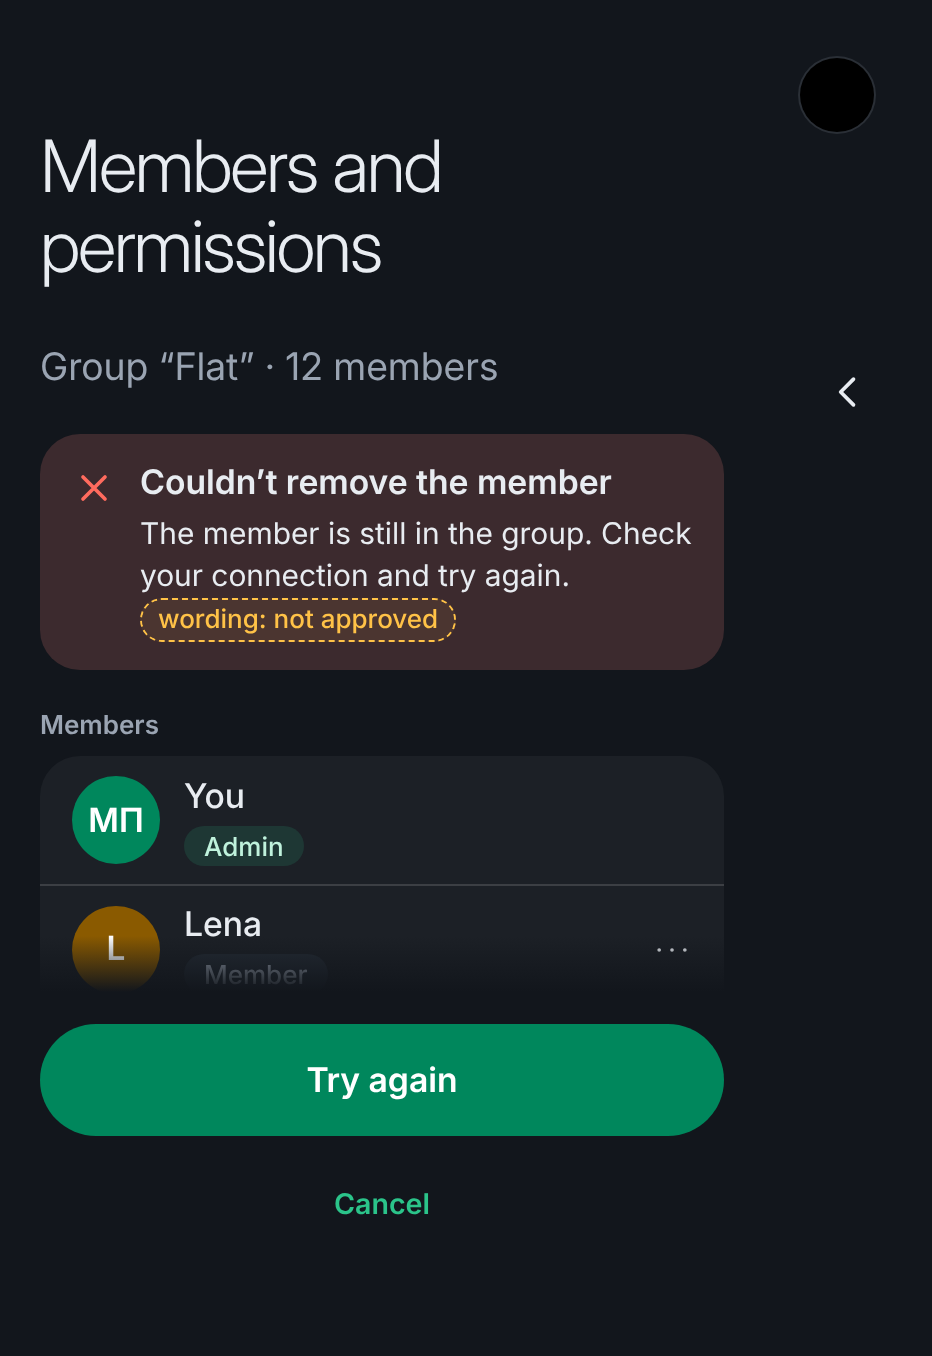 Members and
permissions
Group “Flat” · 12 members
Couldn’t remove the member
The member is still in the group. Check
your connection and try again.
wording: not approved
Members
МП
You
Admin
L
Lena
Member
Try again
Cancel